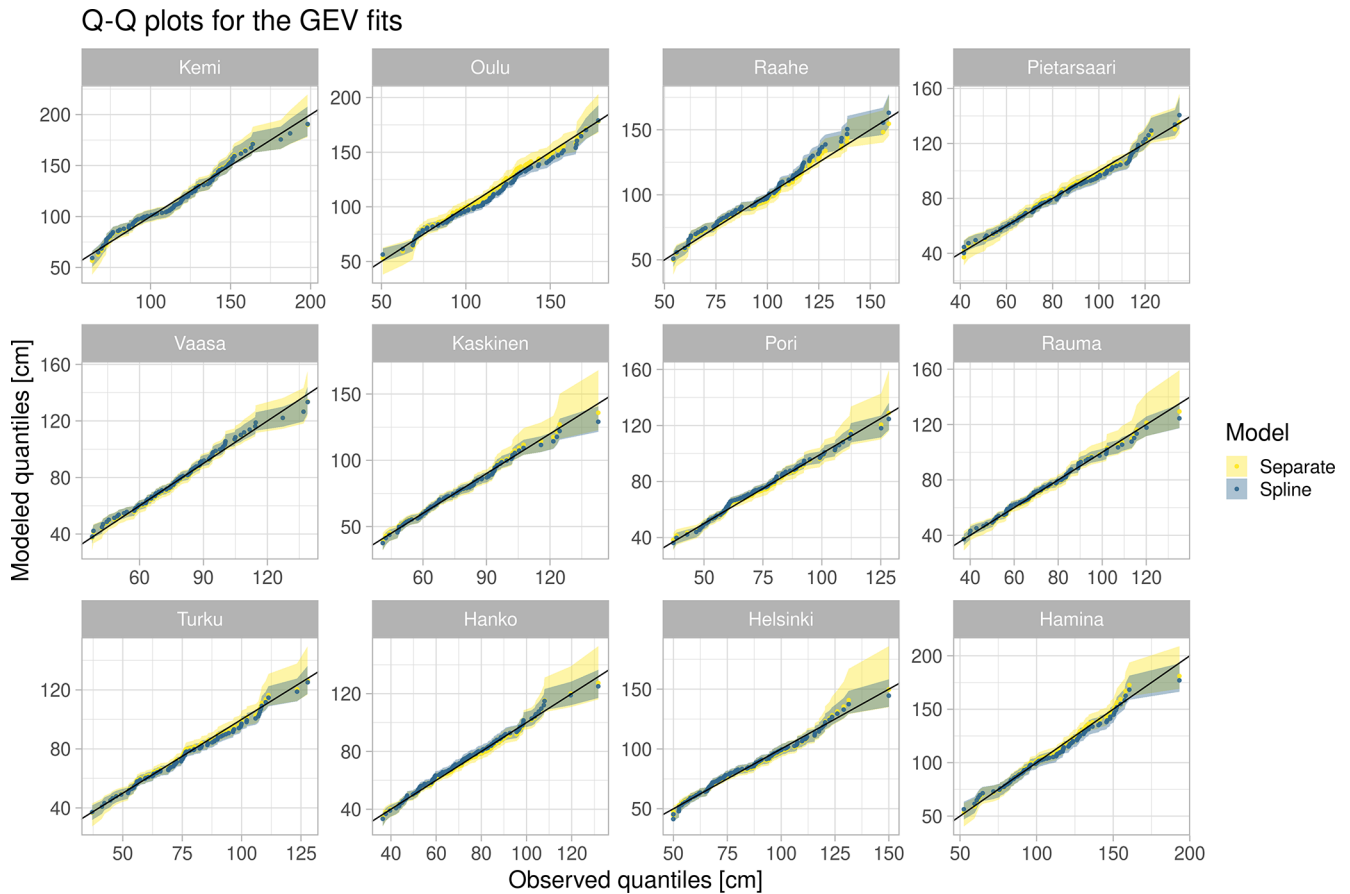 Q-Q plots for the GEV fits
Kemi
Oulu
Raahe
Pietarsaari
200
150
100
50
200
150
100
50
150
100
50
160
120
80
40
100 150 200
50 100 150
50 75 100 125 150
40 60 80 100 120
Vaasa
Kaskinen
Pori
Rauma
160
120
80
40
150
100
50
160
120
80
40
160
120
80
40
60 90 120
60 90 120
50 75 100 125
40 60 80 100 120
Turku
Hanko
Helsinki
Hamina
120
80
40
120
80
40
150
100
50
200
150
100
50
50 75 100 125
40 60 80 100 120
50 75 100 125 150
50 100 150 200
Modeled quantiles [cm]
Observed quantiles [cm]
Model
Separate
Spline